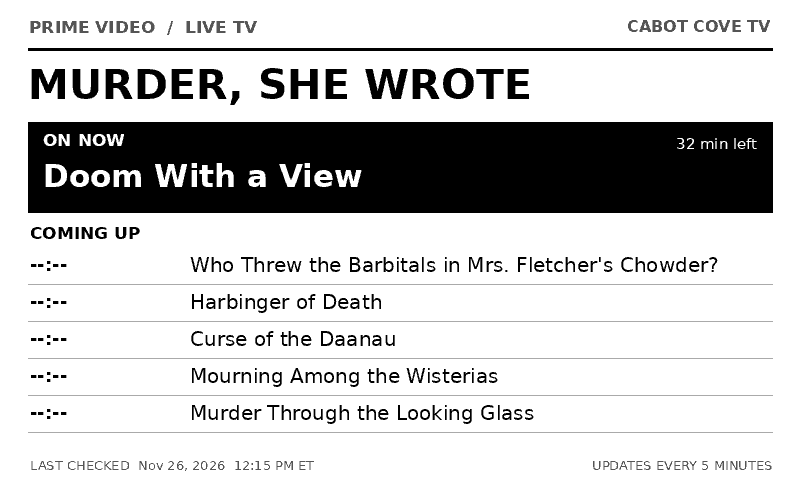 PRIME VIDEO / LIVE TV
CABOT COVE TV
MURDER, SHE WROTE
ON NOW
32 min left
Doom With a View
COMING UP
--:-- Who Threw the Barbitals in Mrs. Fletcher's Chowder?
--:-- Harbinger of Death
--:-- Curse of the Daanau
--:-- Mourning Among the Wisterias
--:-- Murder Through the Looking Glass
LAST CHECKED Nov 26, 2026 12:15 PM ET
UPDATES EVERY 5 MINUTES